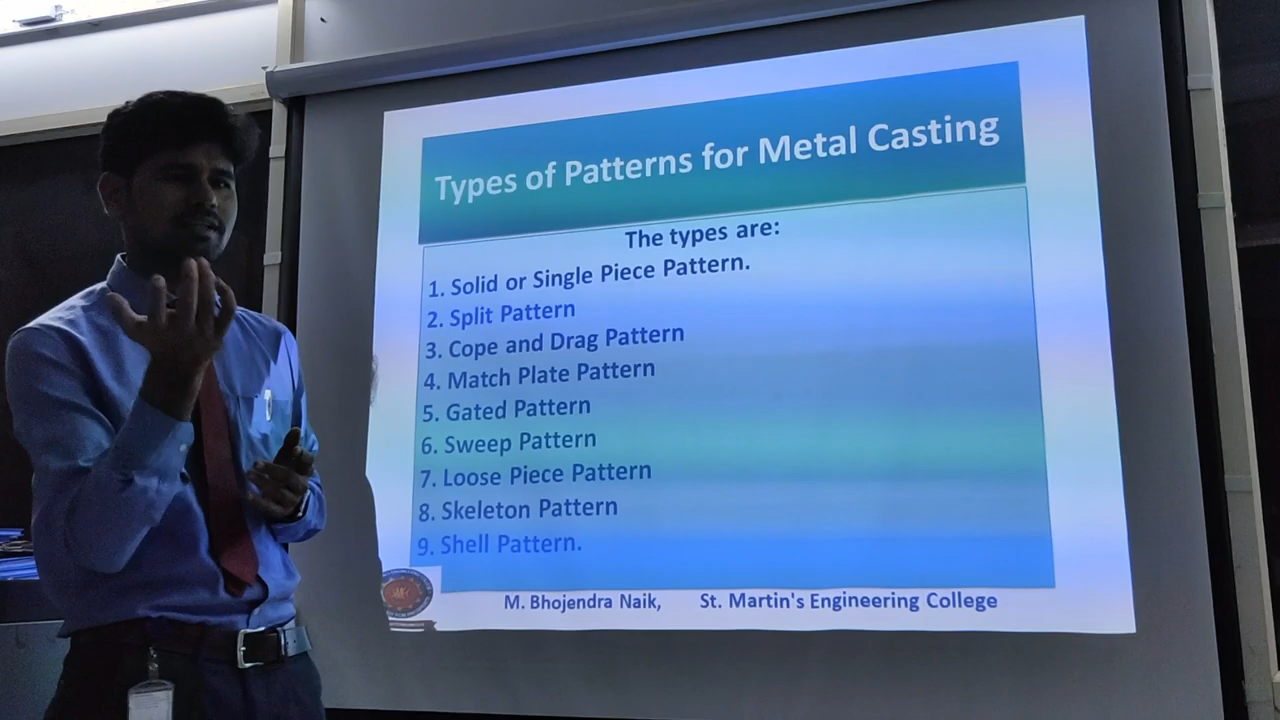 Types of Patterns for Metal Casting
The types are:
1. Solid or Single Piece Pattern.
2. Split Pattern
3. Cope and Drag Pattern
4. Match Plate Pattern
5. Gated Pattern
6. Sweep Pattern
7. Loose Piece Pattern
8. Skeleton Pattern
9. Shell Pattern.
M. Bhojendra Naik, St. Martin's Engineering College